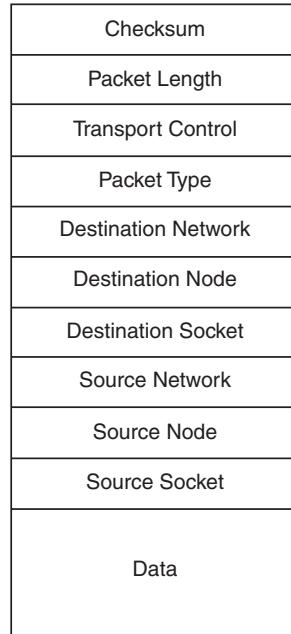 Checksum
Packet Length
Transport Control
Packet Type
Destination Network
Destination Node
Destination Socket
Source Network
Source Node
Source Socket
Data